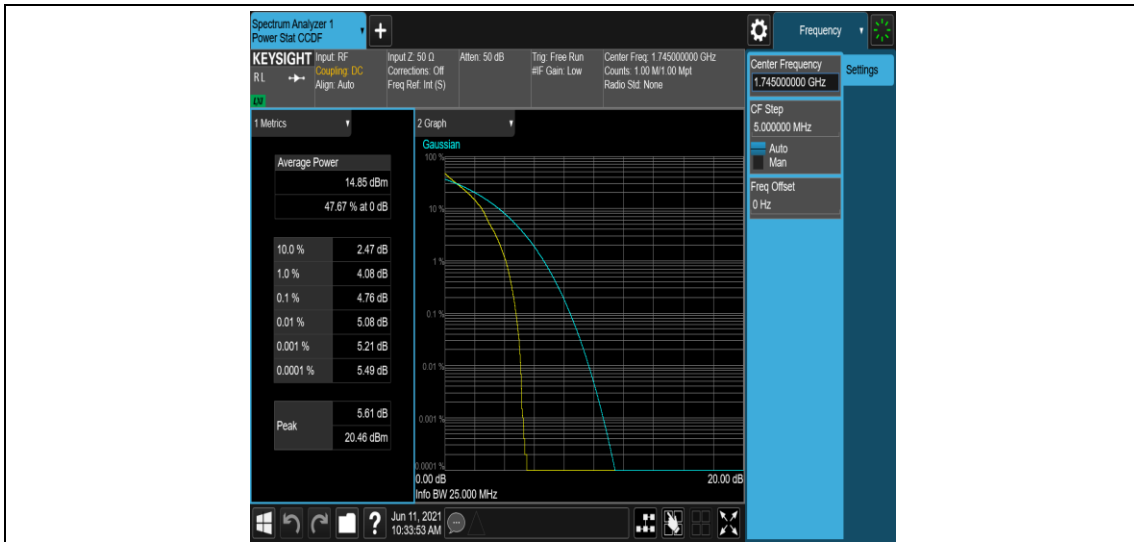 Spectrum Analyzer 1
Power Stat CCDF
+
Frequency
KEYSIGHT
RL
LXI
Input: RF
Coupling: DC
Align: Auto
Input Z: 50 Ω
Corrections: Off
Freq Ref: Int (S)
Atten: 50 dB
Trig: Free Run
#IF Gain: Low
Center Freq: 1.745000000 GHz
Counts: 1.00 M/1.00 Mpt
Radio Std: None
Center Frequency
1.745000000 GHz
Settings
CF Step
5.000000 MHz
Auto
Man
Freq Offset
0 Hz
1 Metrics
Average Power
14.85 dBm
47.67 % at 0 dB
10.0 % 2.47 dB
1.0 % 4.08 dB
0.1 % 4.76 dB
0.01 % 5.08 dB
0.001 % 5.21 dB
0.0001 % 5.49 dB
Peak
5.61 dB
20.46 dBm
2 Graph
Gaussian
100 %
10 %
1 %
0.1 %
0.01 %
0.001 %
0.0001 %
0.00 dB 20.00 dB
Info BW 25.000 MHz
?
Jun 11, 2021
10:33:53 AM